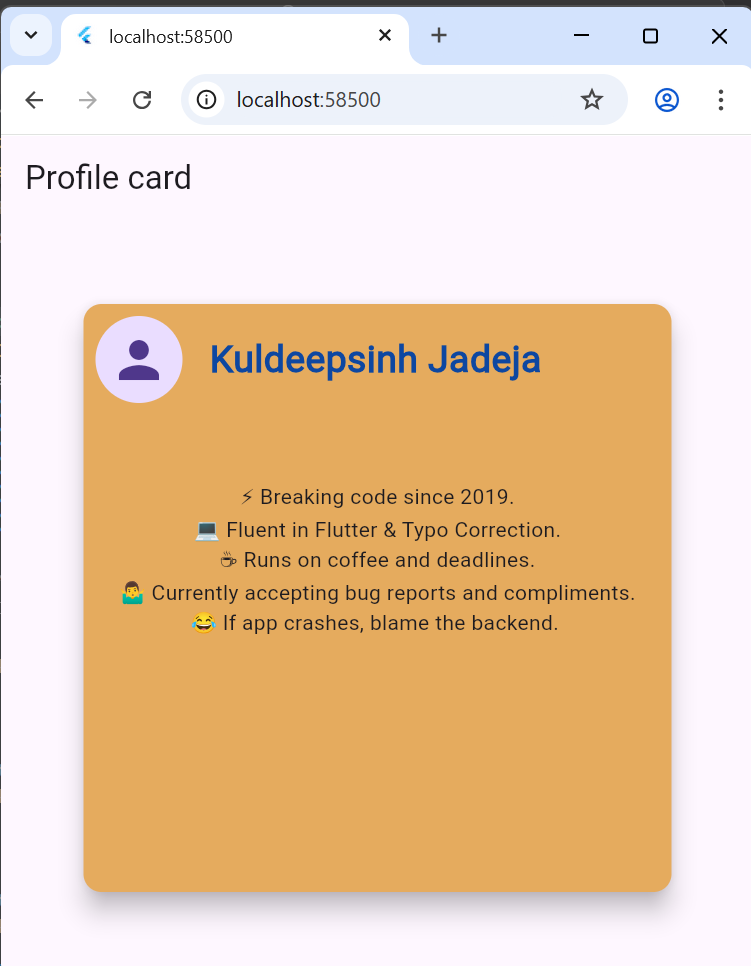 localhost:58500
localhost:58500
Profile card
Kuldeepsinh Jadeja
⚡ Breaking code since 2019.
💻 Fluent in Flutter & Typo Correction.
☕ Runs on coffee and deadlines.
🤷‍♂️ Currently accepting bug reports and compliments.
😂 If app crashes, blame the backend.